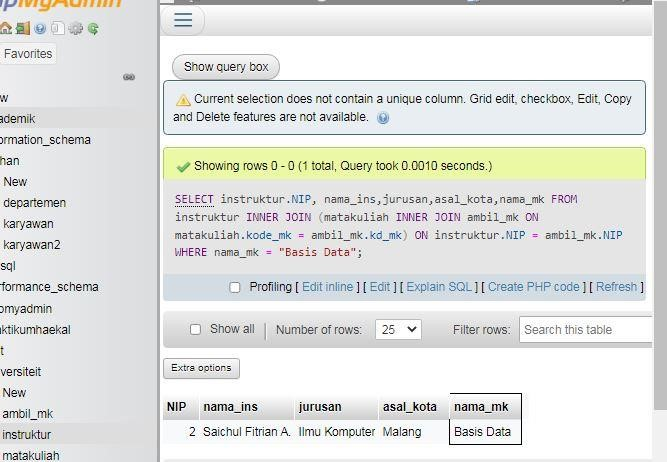 pMyAdmin
Favorites
w
ademik
ormation_schema
han
New
departemen
karyawan
karyawan2
sql
rformance_schema
omyadmin
aktikumhaekal
t
iversiteit
New
ambil_mk
instruktur
matakuliah
Show query box
Current selection does not contain a unique column. Grid edit, checkbox, Edit, Copy
and Delete features are not available.
Showing rows 0 - 0 (1 total, Query took 0.0010 seconds.)
SELECT instruktur.NIP, nama_ins,jurusan,asal_kota,nama_mk FROM
instruktur INNER JOIN (matakuliah INNER JOIN ambil_mk ON
matakuliah.kode_mk = ambil_mk.kd_mk) ON instruktur.NIP = ambil_mk.NIP
WHERE nama_mk = "Basis Data";
Profiling [ Edit inline ] [ Edit ] [ Explain SQL ] [ Create PHP code ] [ Refresh ]
Show all Number of rows: 25 Filter rows: Search this table
Extra options
NIP nama_ins jurusan asal_kota nama_mk
2 Saichul Fitrian A. Ilmu Komputer Malang Basis Data